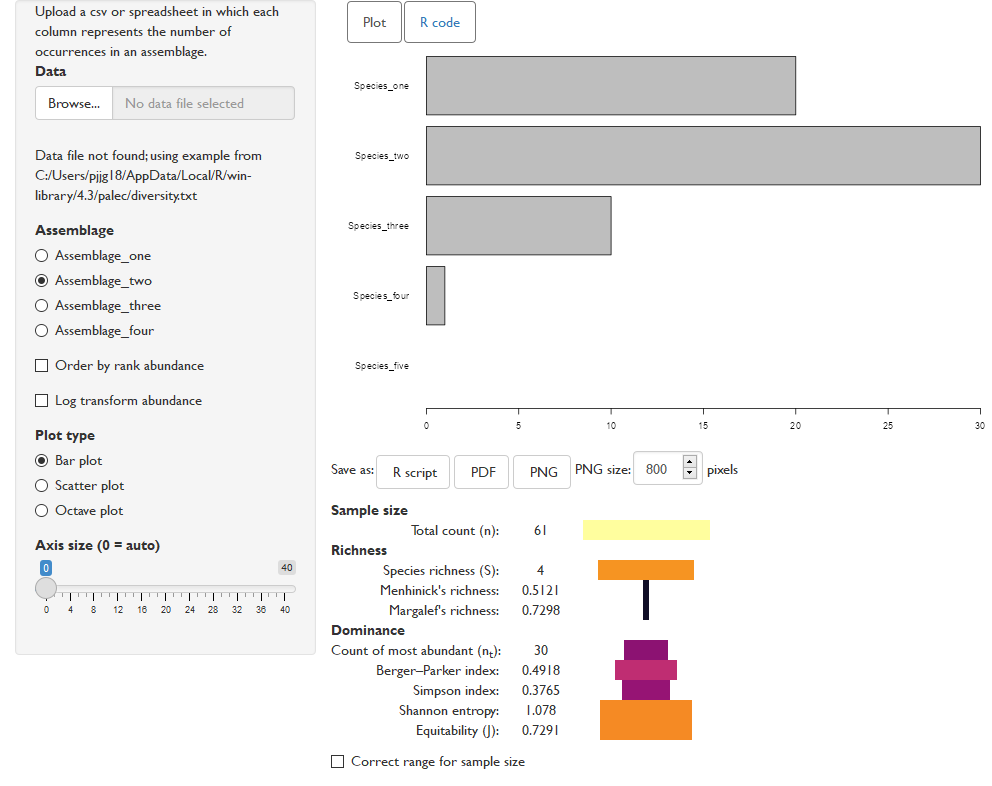 Upload a csv or spreadsheet in which each
column represents the number of
occurrences in an assemblage.
Data
Browse... No data file selected
Data file not found; using example from
C:/Users/pjjg18/AppData/Local/R/win-
library/4.3/palec/diversity.txt
Assemblage
Assemblage_one
Assemblage_two
Assemblage_three
Assemblage_four
Order by rank abundance
Log transform abundance
Plot type
Bar plot
Scatter plot
Octave plot
Axis size (0 = auto)
0 40
0 4 8 12 16 20 24 28 32 36 40
Plot R code
Species_one
Species_two
Species_three
Species_four
Species_five
0 5 10 15 20 25 30
Save as: R script PDF PNG PNG size: 800 pixels
Sample size
Total count (n): 61
Richness
Species richness (S): 4
Menhinick's richness: 0.5121
Margalef's richness: 0.7298
Dominance
Count of most abundant (nt): 30
Berger–Parker index: 0.4918
Simpson index: 0.3765
Shannon entropy: 1.078
Equitability (J): 0.7291
Correct range for sample size